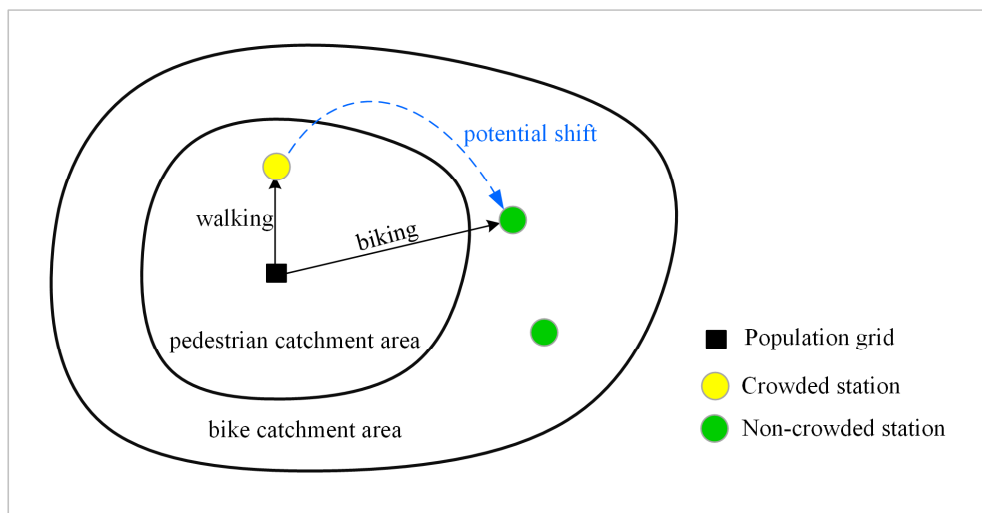 potential shift
walking
biking
pedestrian catchment area
bike catchment area
Population grid
Crowded station
Non-crowded station